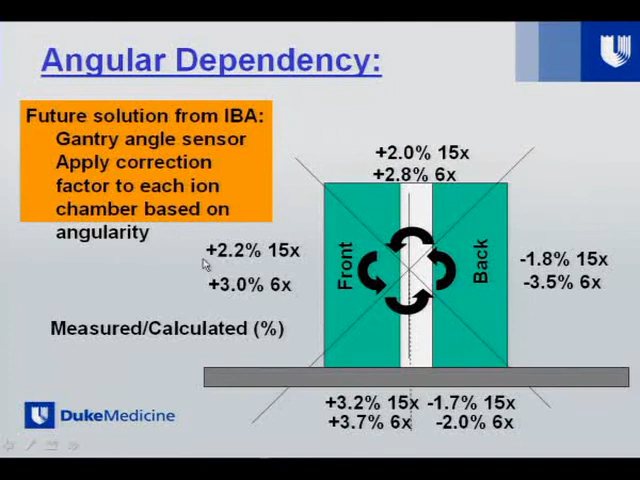 Angular Dependency:
Future solution from IBA:
Gantry angle sensor
Apply correction
factor to each ion
chamber based on
angularity
+2.0% 15x
+2.8% 6x
+2.2% 15x
+3.0% 6x
Front
Back
-1.8% 15x
-3.5% 6x
Measured/Calculated (%)
+3.2% 15x -1.7% 15x
+3.7% 6x -2.0% 6x
DukeMedicine